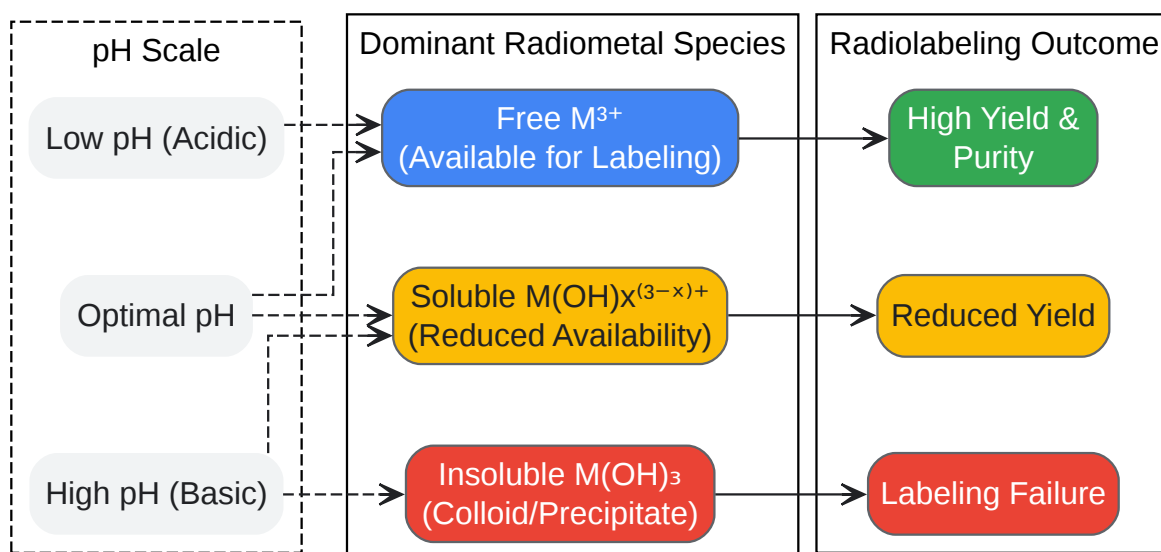 pH Scale
Dominant Radiometal Species
Radiolabeling Outcome
Low pH (Acidic)
Free M³⁺
(Available for Labeling)
High Yield &
Purity
Optimal pH
Soluble M(OH)x⁽³⁻ˣ⁾⁺
(Reduced Availability)
Reduced Yield
High pH (Basic)
Insoluble M(OH)₃
(Colloid/Precipitate)
Labeling Failure